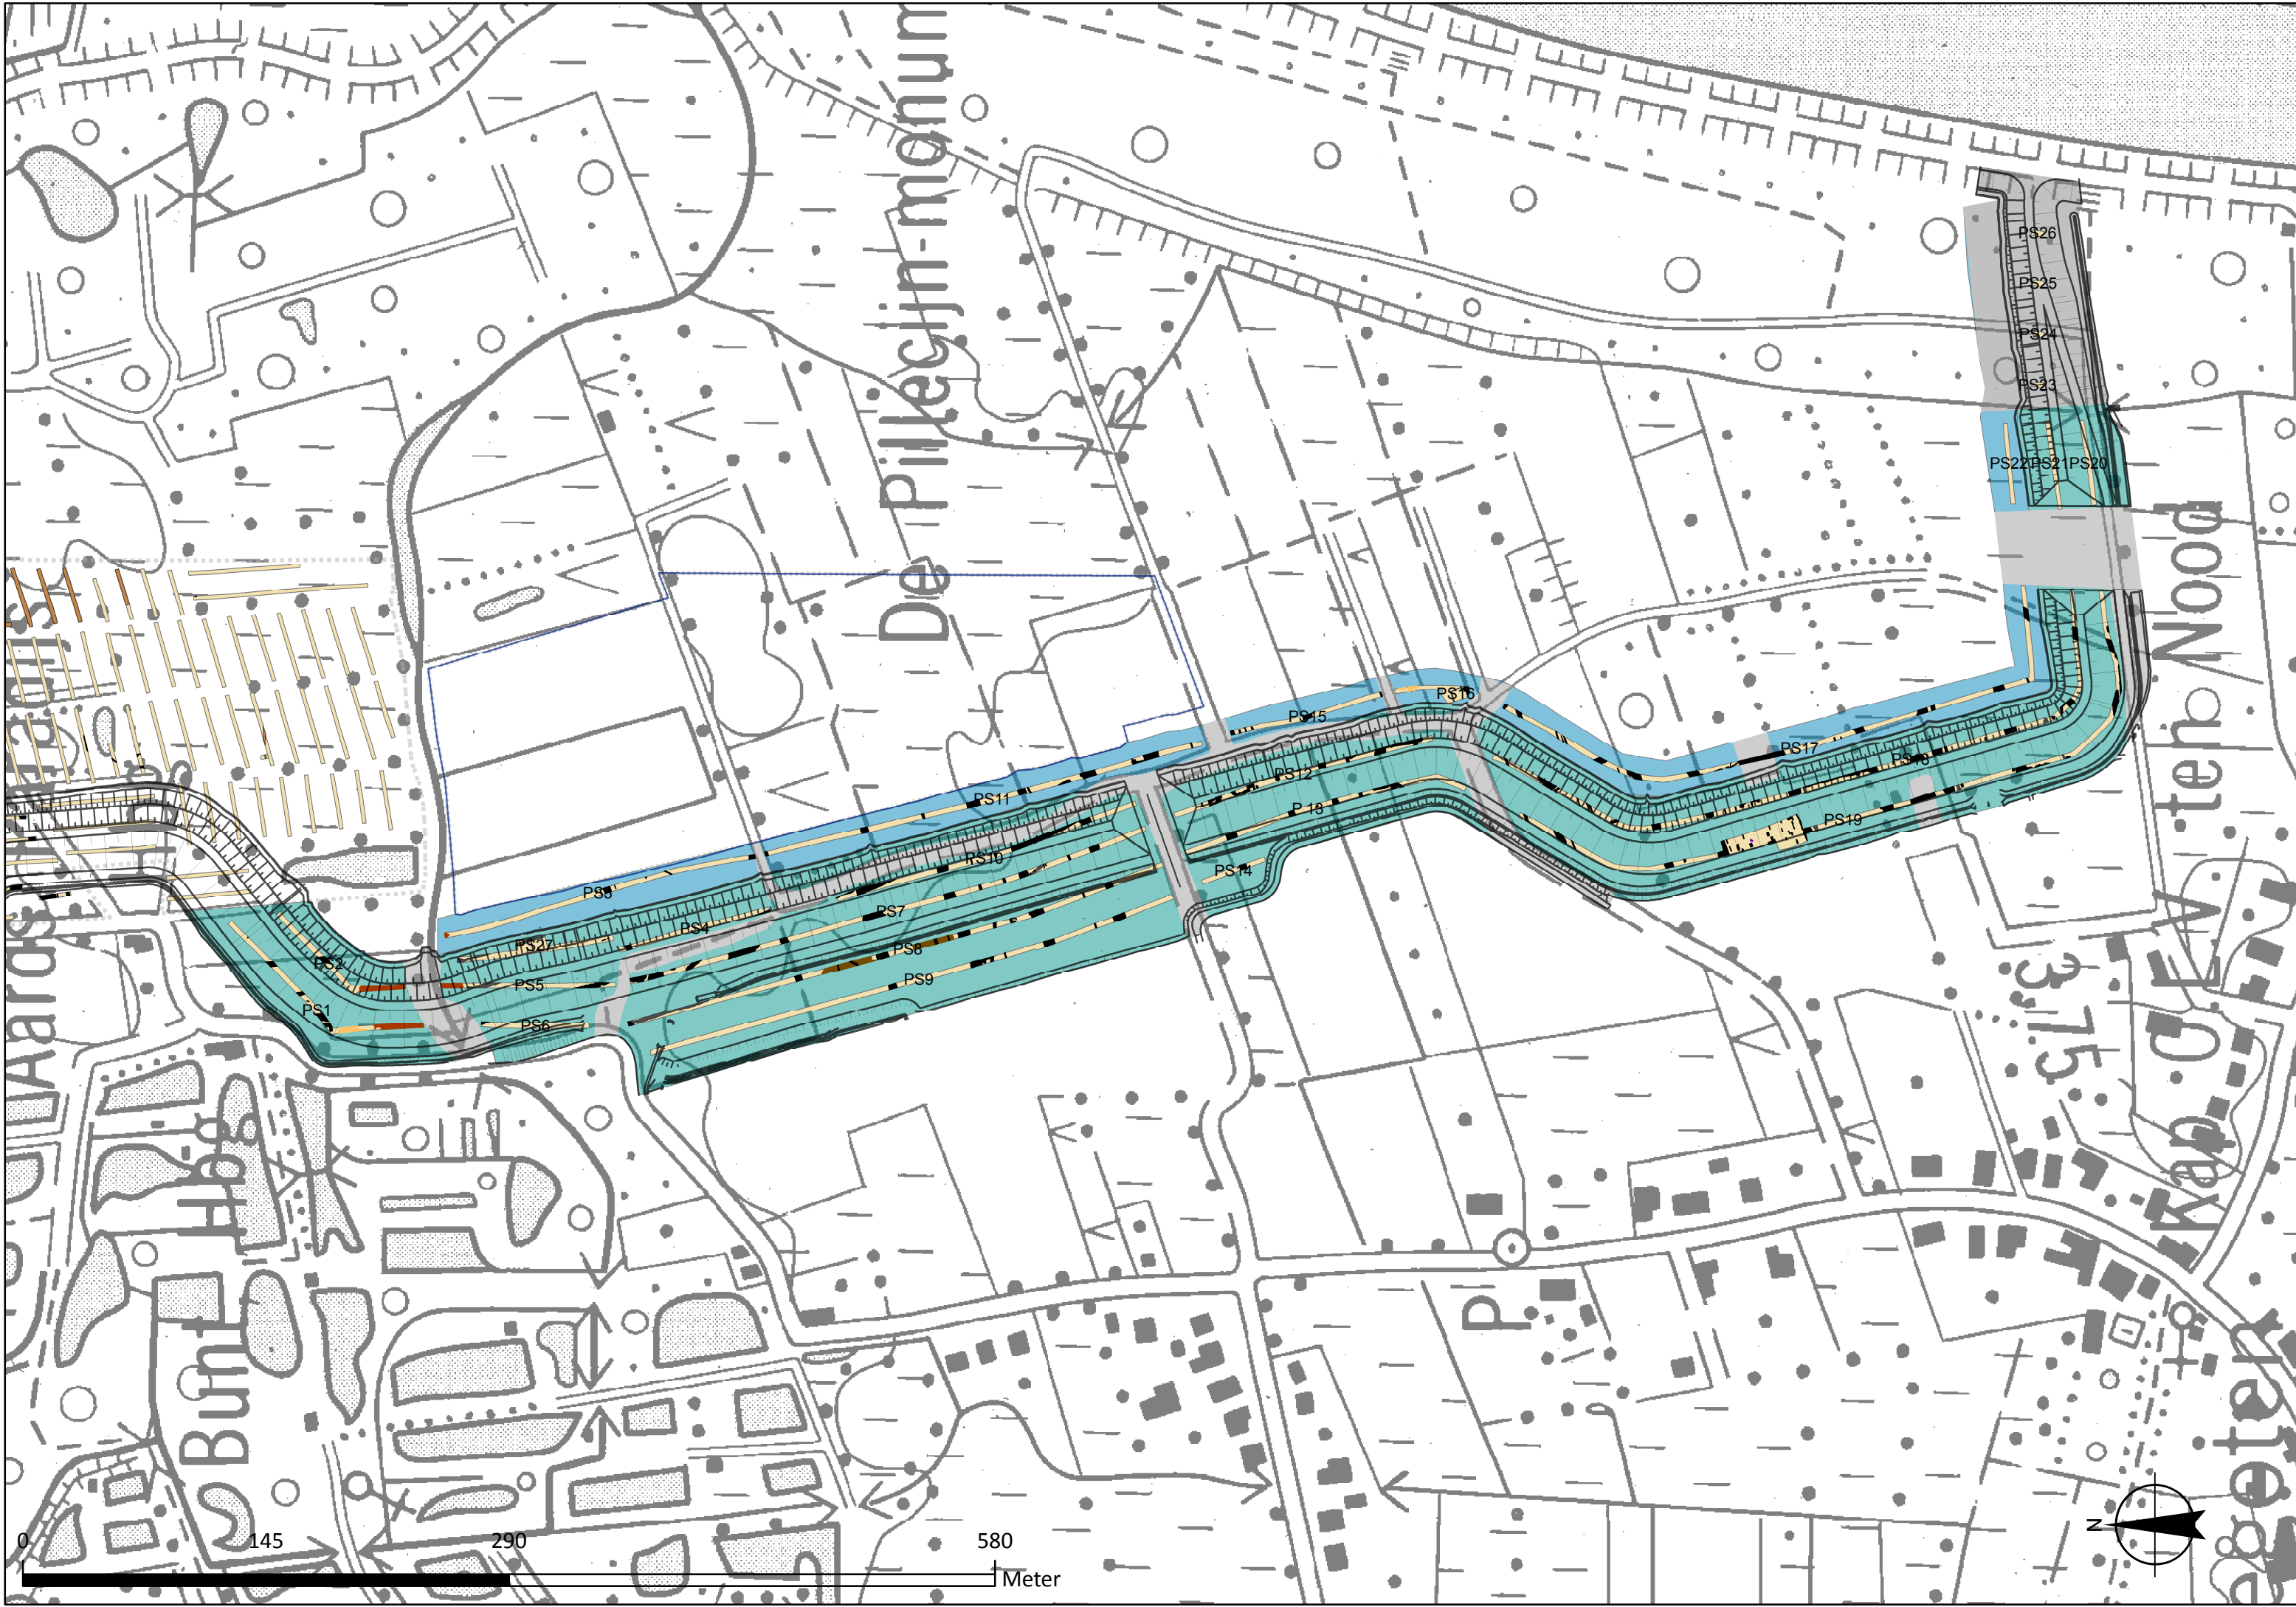 De Pillecijn-monum
PS26
PS25
PS24
PS23
PS22
PS21
PS20
ten Nood
PS16
PS15
PS17
PS18
PS12
PS11
P 13
PS19
PS10
PS14
PS3
PS7
PS4
PS27
PS8
PS2
PS9
PS5
PS1
PS6
3,75
Kap O L V
Bunt Hof
P
0
145
290
580
Meter
N